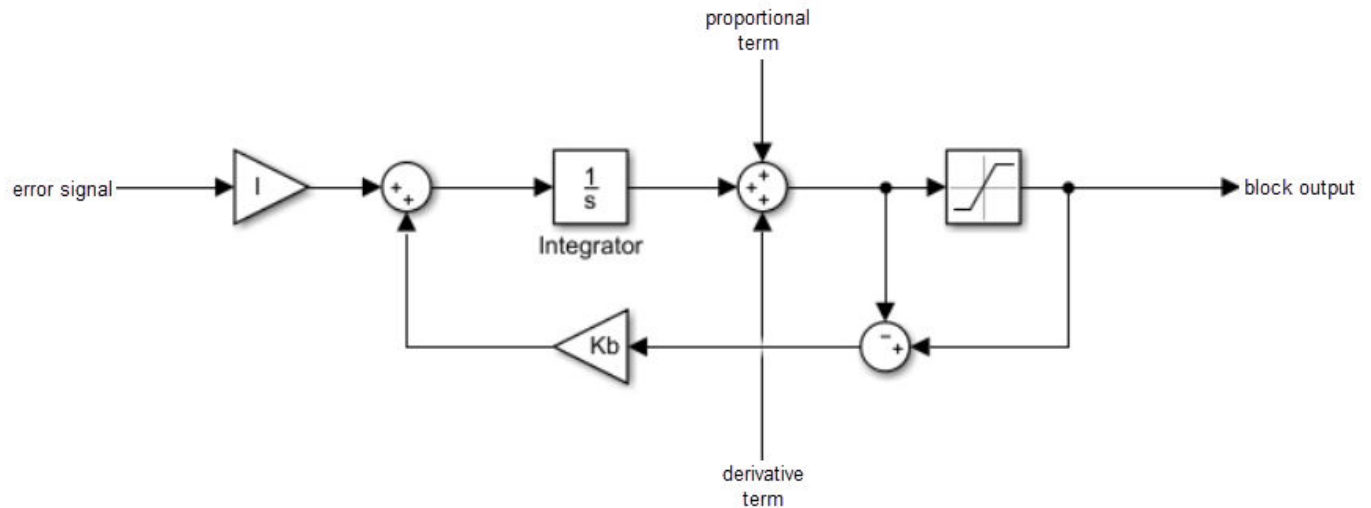 proportional
term
error signal
I
+
+
1
s
Integrator
+
+
+
block output
Kb
-
+
derivative
term